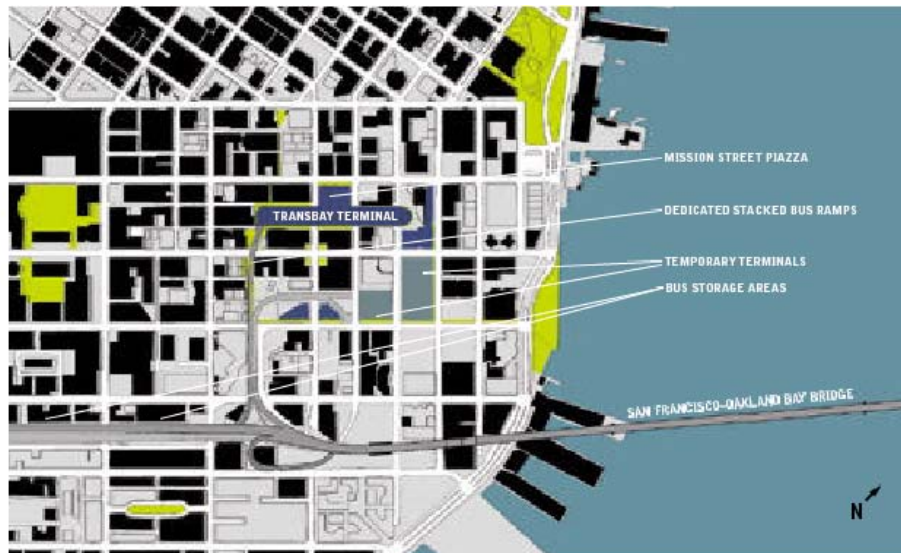 MISSION STREET PIAZZA
TRANSBAY TERMINAL
DEDICATED STACKED BUS RAMPS
TEMPORARY TERMINALS
BUS STORAGE AREAS
SAN FRANCISCO-OAKLAND BAY BRIDGE
N